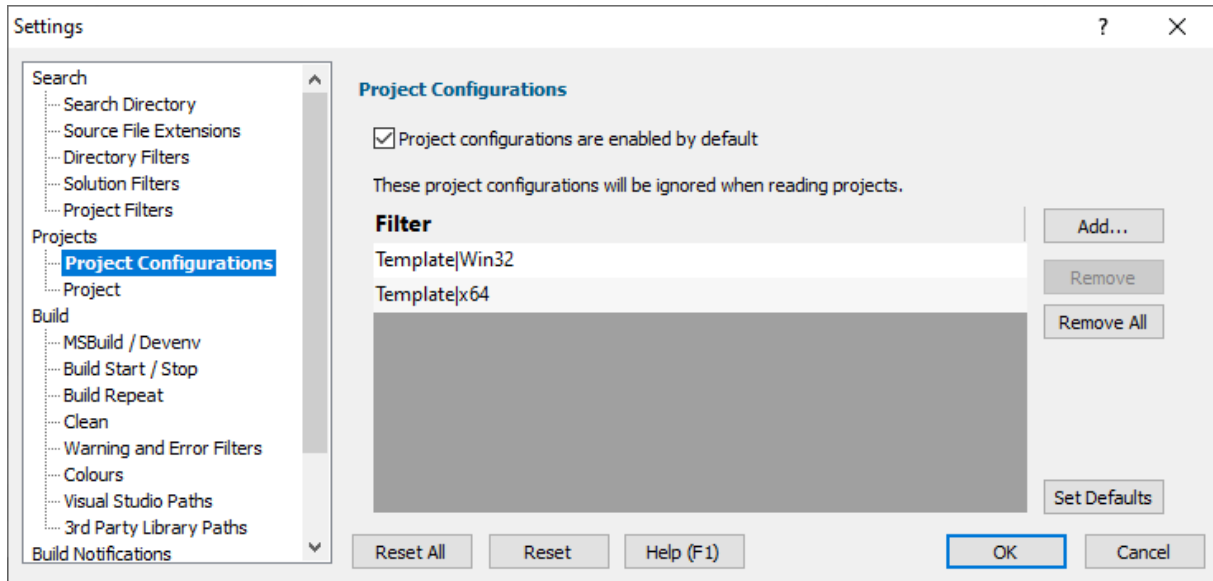 Settings
?
Search
Search Directory
Source File Extensions
Directory Filters
Solution Filters
Project Filters
Projects
Project Configurations
Project
Build
MSBuild / Devenv
Build Start / Stop
Build Repeat
Clean
Warning and Error Filters
Colours
Visual Studio Paths
3rd Party Library Paths
Build Notifications
Project Configurations
Project configurations are enabled by default
These project configurations will be ignored when reading projects.
Filter
Template|Win32
Template|x64
Add...
Remove
Remove All
Set Defaults
Reset All
Reset
Help (F1)
OK
Cancel